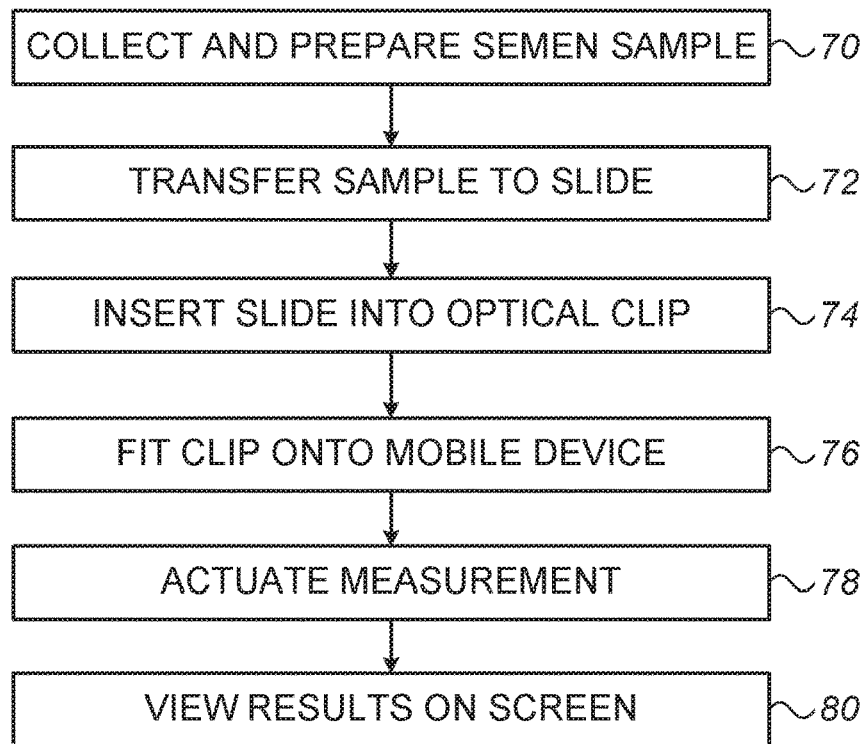 COLLECT AND PREPARE SEMEN SAMPLE 70
TRANSFER SAMPLE TO SLIDE 72
INSERT SLIDE INTO OPTICAL CLIP 74
FIT CLIP ONTO MOBILE DEVICE 76
ACTUATE MEASUREMENT 78
VIEW RESULTS ON SCREEN 80